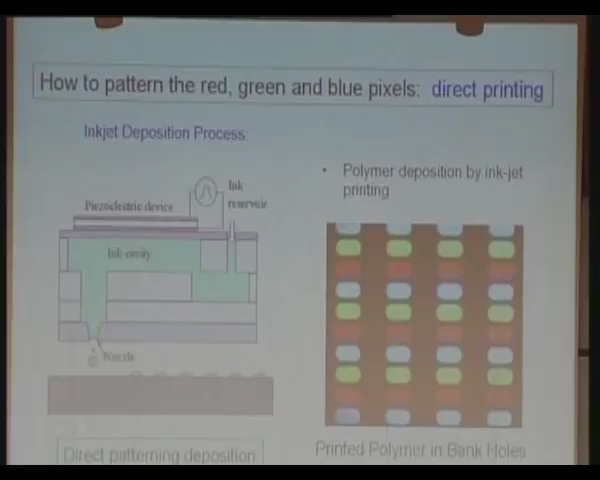 How to pattern the red, green and blue pixels: direct printing
Inkjet Deposition Process:
Piezoelectric device
Ink
reservoir
Ink cavity
Nozzle
Direct patterning deposition
• Polymer deposition by ink-jet
printing
Printed Polymer in Bank Holes